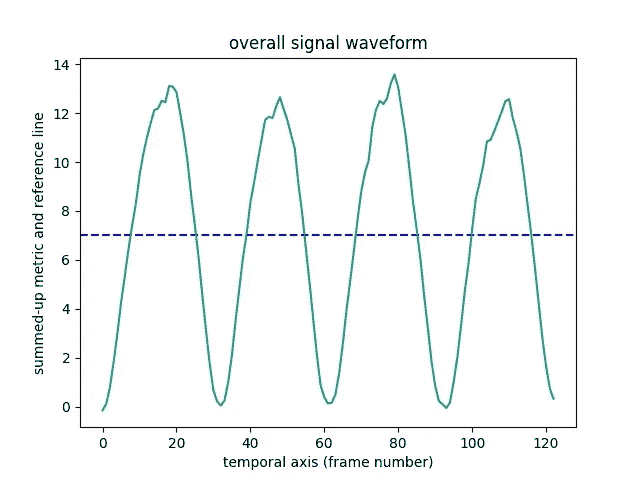 overall signal waveform
14
12
10
8
6
4
2
0
summed-up metric and reference line
0 20 40 60 80 100 120
temporal axis (frame number)